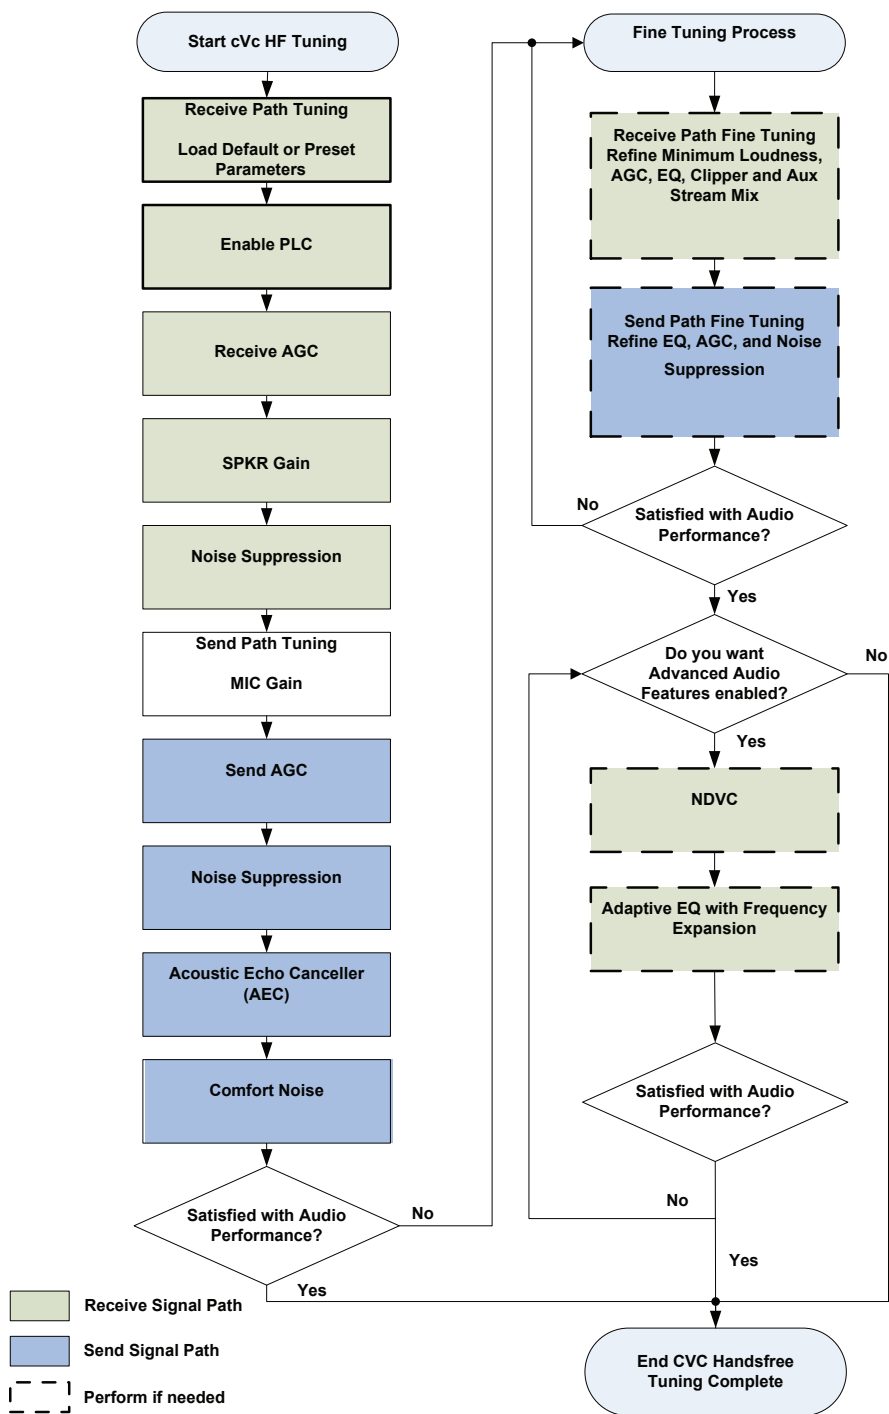 Start cVc HF Tuning
Receive Path Tuning
Load Default or Preset
Parameters
Enable PLC
Receive AGC
SPKR Gain
Noise Suppression
Send Path Tuning
MIC Gain
Send AGC
Noise Suppression
Acoustic Echo Canceller
(AEC)
Comfort Noise
Satisfied with Audio
Performance?
No
Yes
Fine Tuning Process
Receive Path Fine Tuning
Refine Minimum Loudness,
AGC, EQ, Clipper and Aux
Stream Mix
Send Path Fine Tuning
Refine EQ, AGC, and Noise
Suppression
No
Satisfied with Audio
Performance?
Yes
Do you want
Advanced Audio
Features enabled?
No
Yes
NDVC
Adaptive EQ with Frequency
Expansion
Satisfied with Audio
Performance?
No
Yes
End CVC Handsfree
Tuning Complete
Receive Signal Path
Send Signal Path
Perform if needed